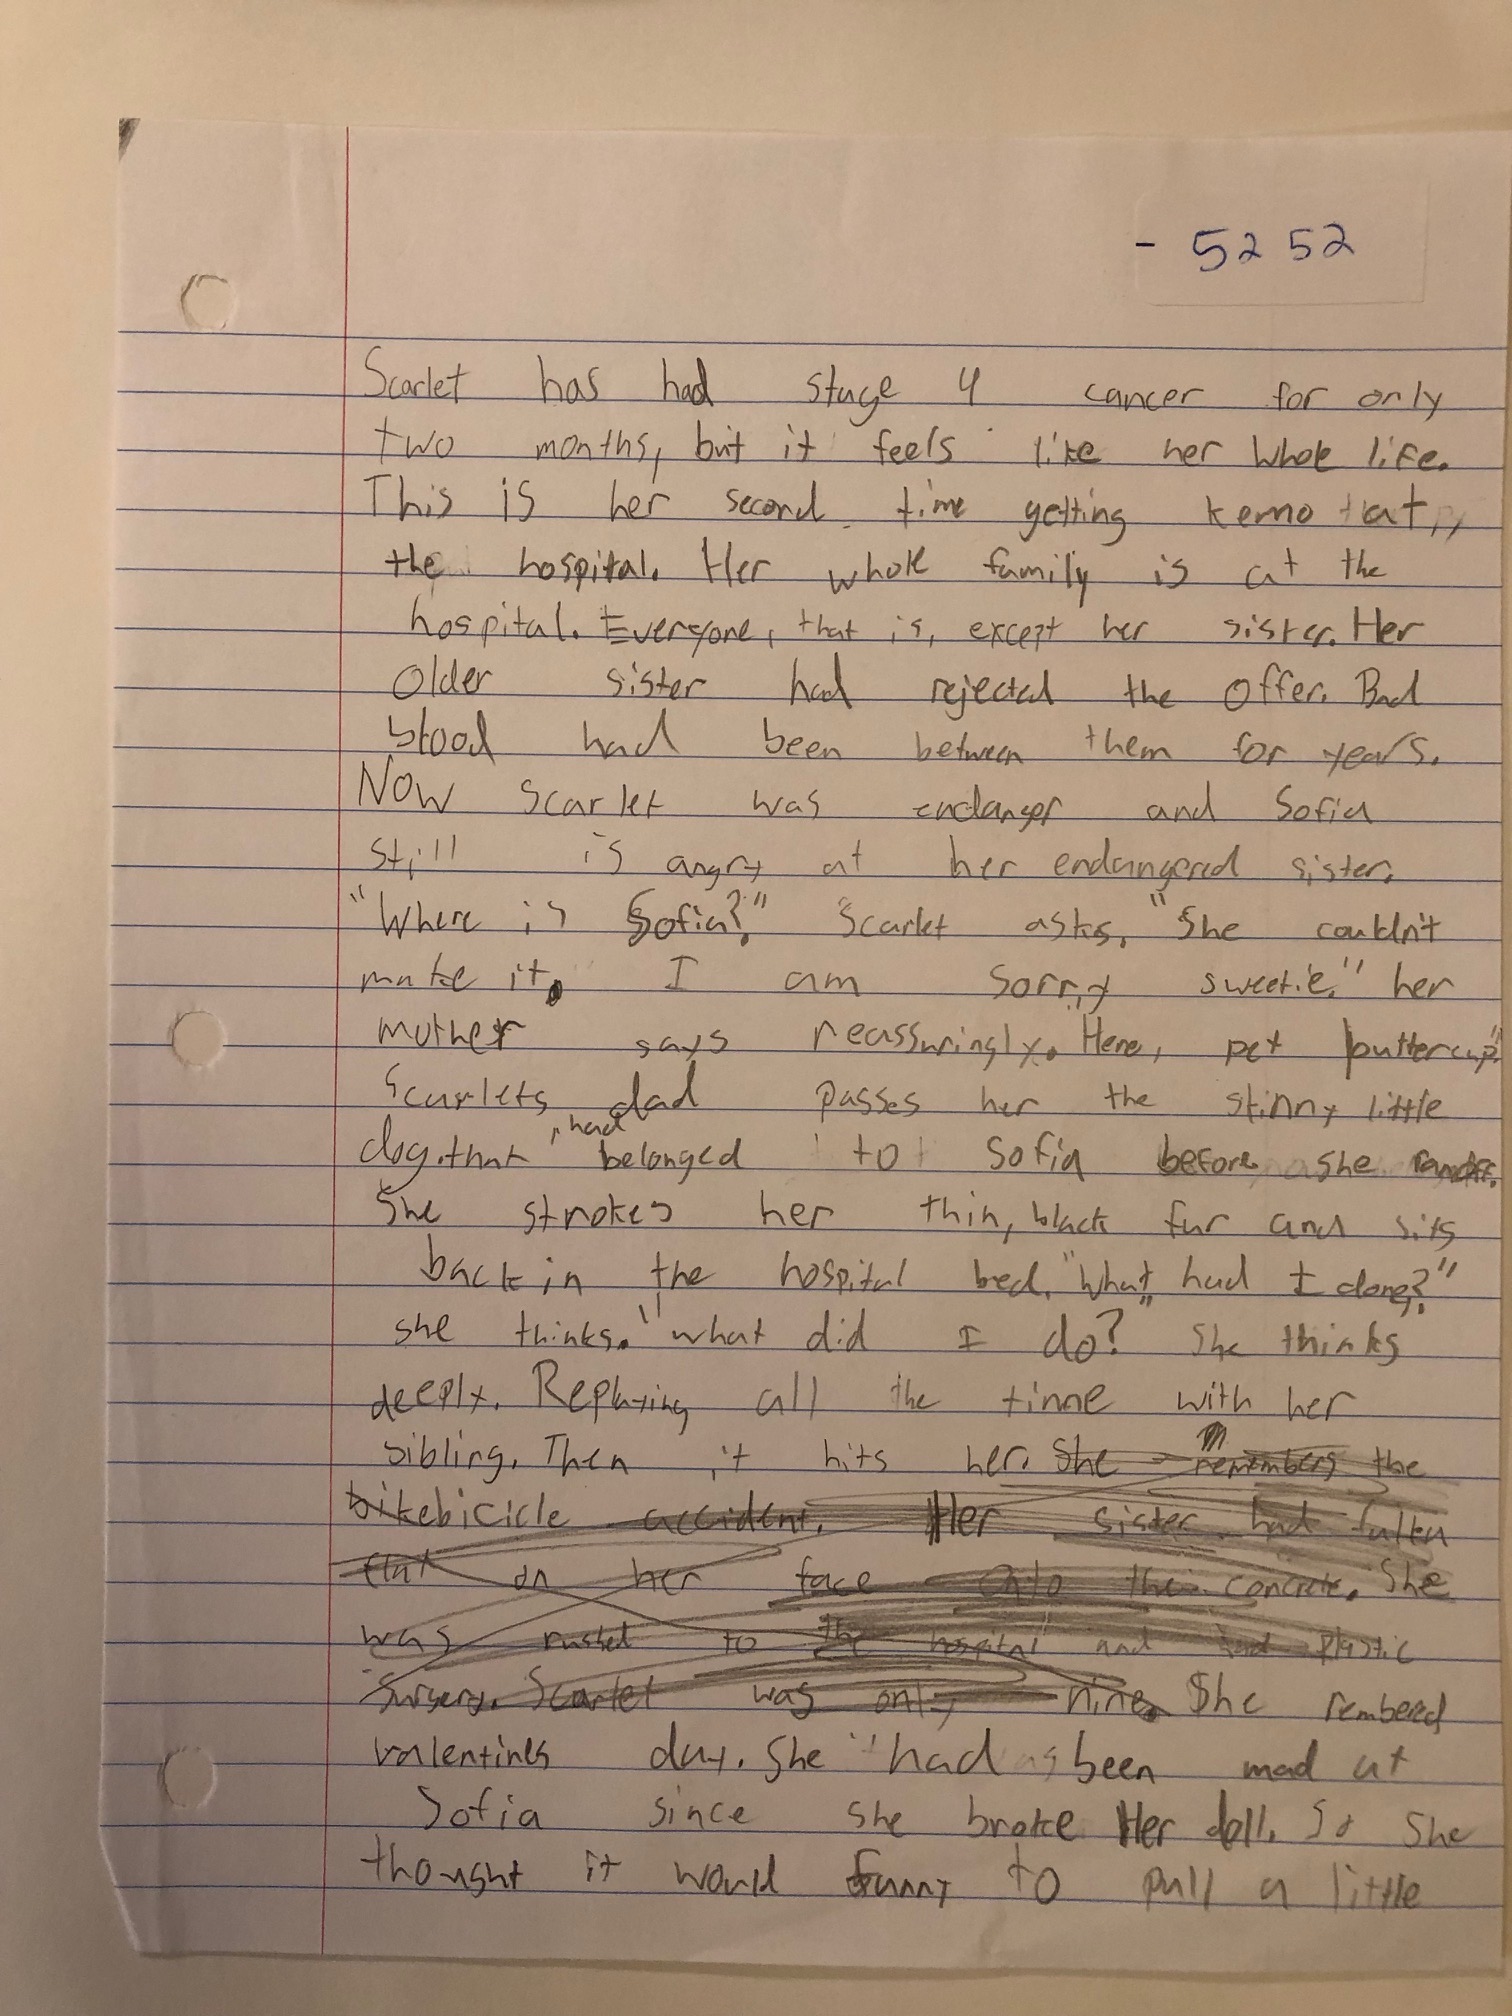 - 5252
Scarlet has had stage 4 cancer for only
two months, but it feels like her whole life.
This is her second time getting kemo at
the hospital. Her whole family is at the
hospital. Everyone, that is, except her sister. Her
older sister had rejected the offer. Bad
blood had been between them for years.
Now Scarlet was endanger and Sofia
still is angry at her endangered sister.
"Where is Sofia?" Scarlet asks. "She couldn't
make it. I am sorry sweetie." her
mother says reassuringly. Here, pet buttercup"
Scarlets dad passes her the skinny little
dog that had belonged to Sofia before she
She strokes her thin, black fur and sits
back in the hospital bed. "What had I done?"
she thinks. "what did I do?" She thinks
deeply. Replaying all the time with her
sibling. Then it hits her. She remembers the
bikebicicle accident. Her sister had fallen
flat on her face onto the concrete. She
was rushed to the hospital and had plastic
surgery. Scarlet was only nine. She rembered
valentines day. She had been mad at
Sofia since she broke Her doll. So she
thought it would funny to pull a little